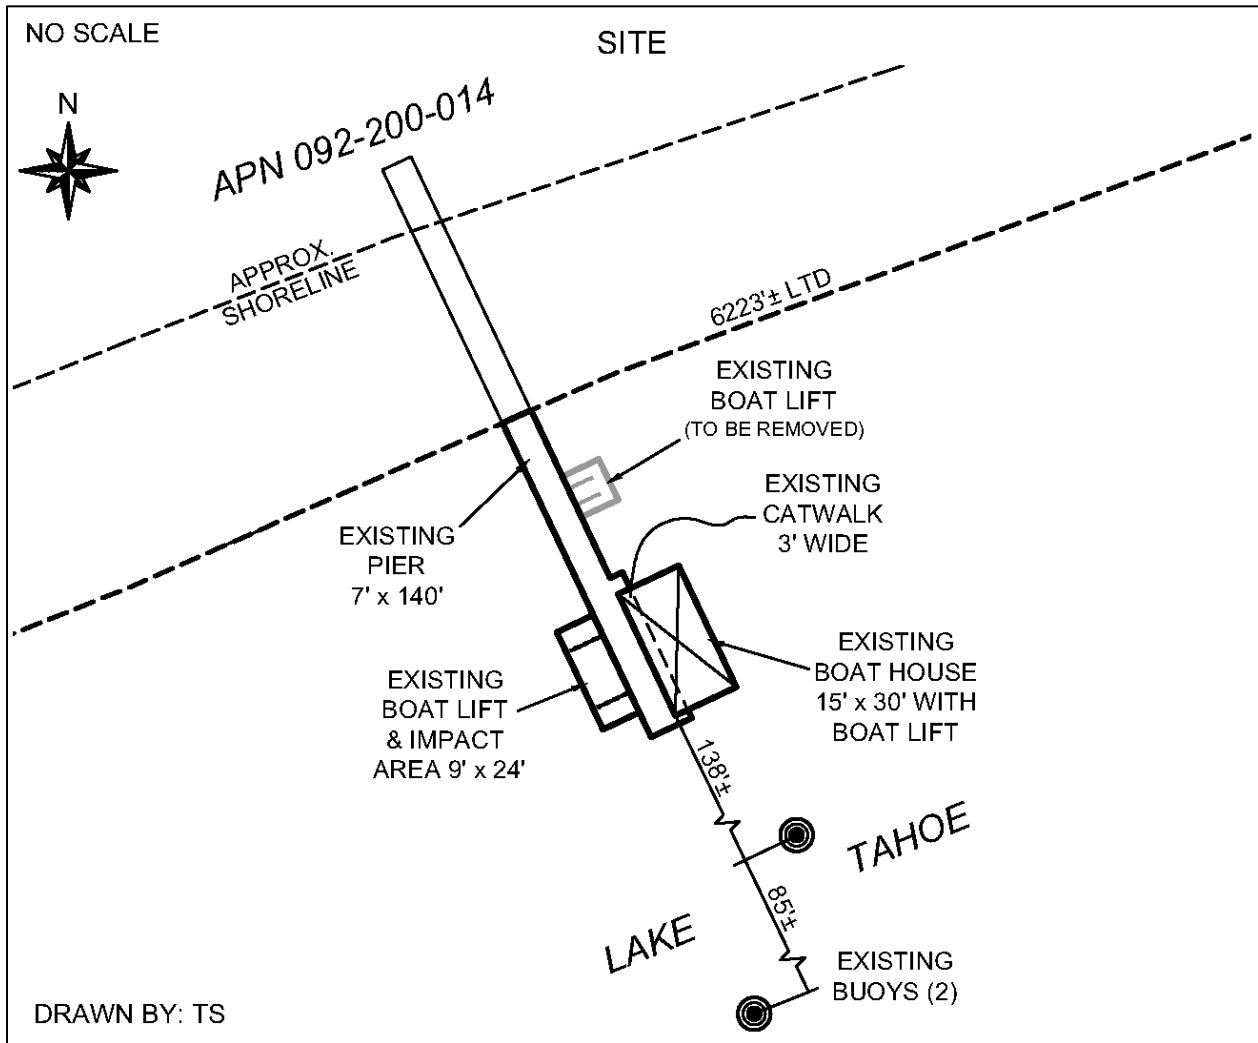 NO SCALE
SITE
N
APN 092-200-014
APPROX.
SHORELINE
6223'± LTD
EXISTING
BOAT LIFT
(TO BE REMOVED)
EXISTING
CATWALK
3' WIDE
EXISTING
PIER
7' x 140'
EXISTING
BOAT HOUSE
15' x 30' WITH
BOAT LIFT
EXISTING
BOAT LIFT
& IMPACT
AREA 9' x 24'
138'±
LAKE TAHOE
85'±
EXISTING
BUOYS (2)
DRAWN BY: TS